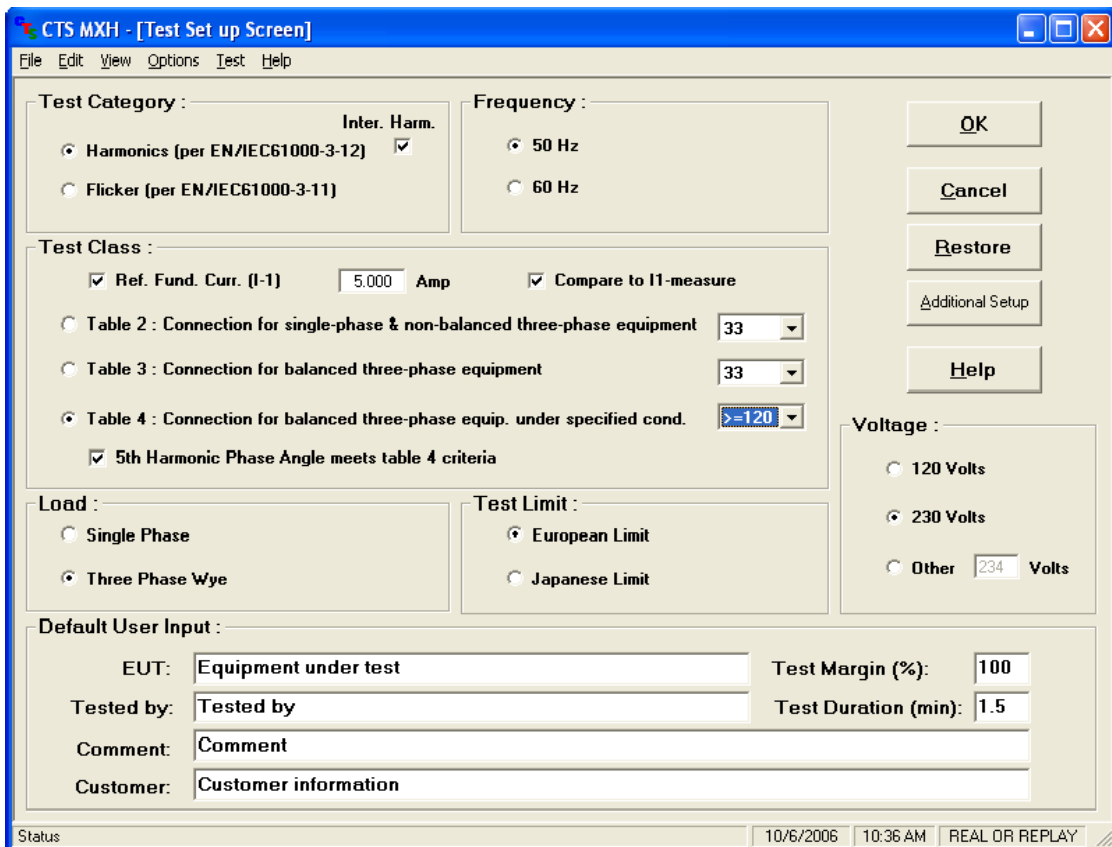 CTS CTS MXH - [Test Set up Screen]
File Edit View Options Test Help
Test Category :
Inter. Harm.
Harmonics (per EN/IEC61000-3-12)
Flicker (per EN/IEC61000-3-11)
Frequency :
50 Hz
60 Hz
OK
Cancel
Restore
Additional Setup
Help
Test Class :
Ref. Fund. Curr. (I-1) 5.000 Amp Compare to I1-measure
Table 2 : Connection for single-phase & non-balanced three-phase equipment 33
Table 3 : Connection for balanced three-phase equipment 33
Table 4 : Connection for balanced three-phase equip. under specified cond. >=120
5th Harmonic Phase Angle meets table 4 criteria
Voltage :
120 Volts
230 Volts
Other 234 Volts
Load :
Single Phase
Three Phase Wye
Test Limit :
European Limit
Japanese Limit
Default User Input :
EUT: Equipment under test Test Margin (%): 100
Tested by: Tested by Test Duration (min): 1.5
Comment: Comment
Customer: Customer information
Status 10/6/2006 10:36 AM REAL OR REPLAY